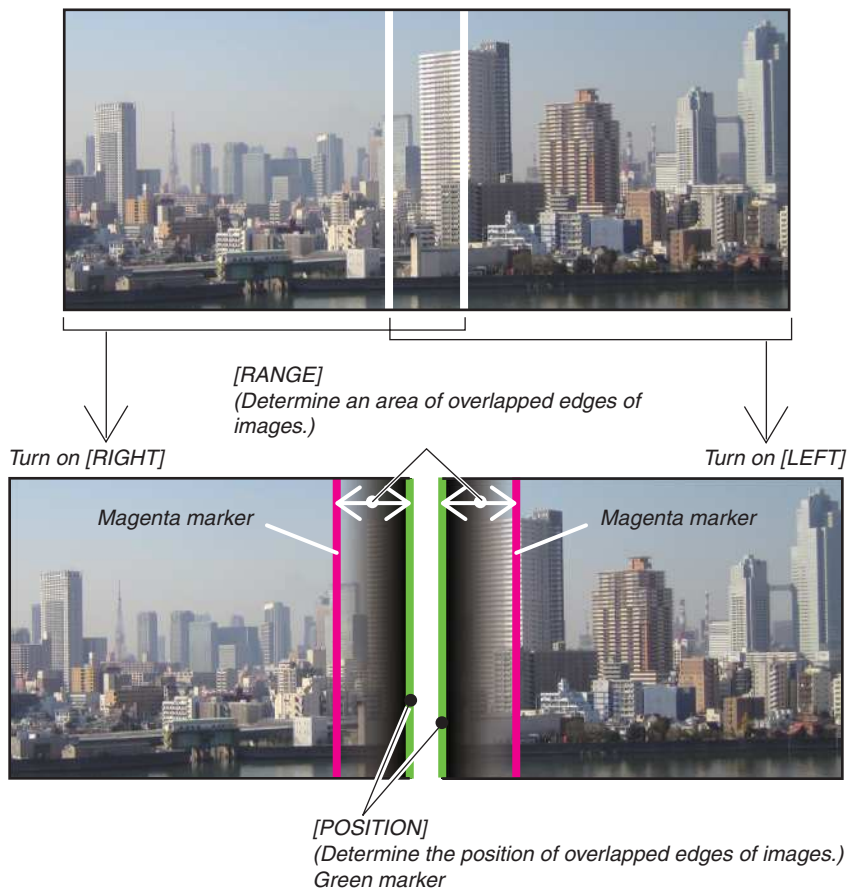 [RANGE]
(Determine an area of overlapped edges of
images.)
Turn on [RIGHT]
Turn on [LEFT]
Magenta marker
Magenta marker
[POSITION]
(Determine the position of overlapped edges of images.)
Green marker